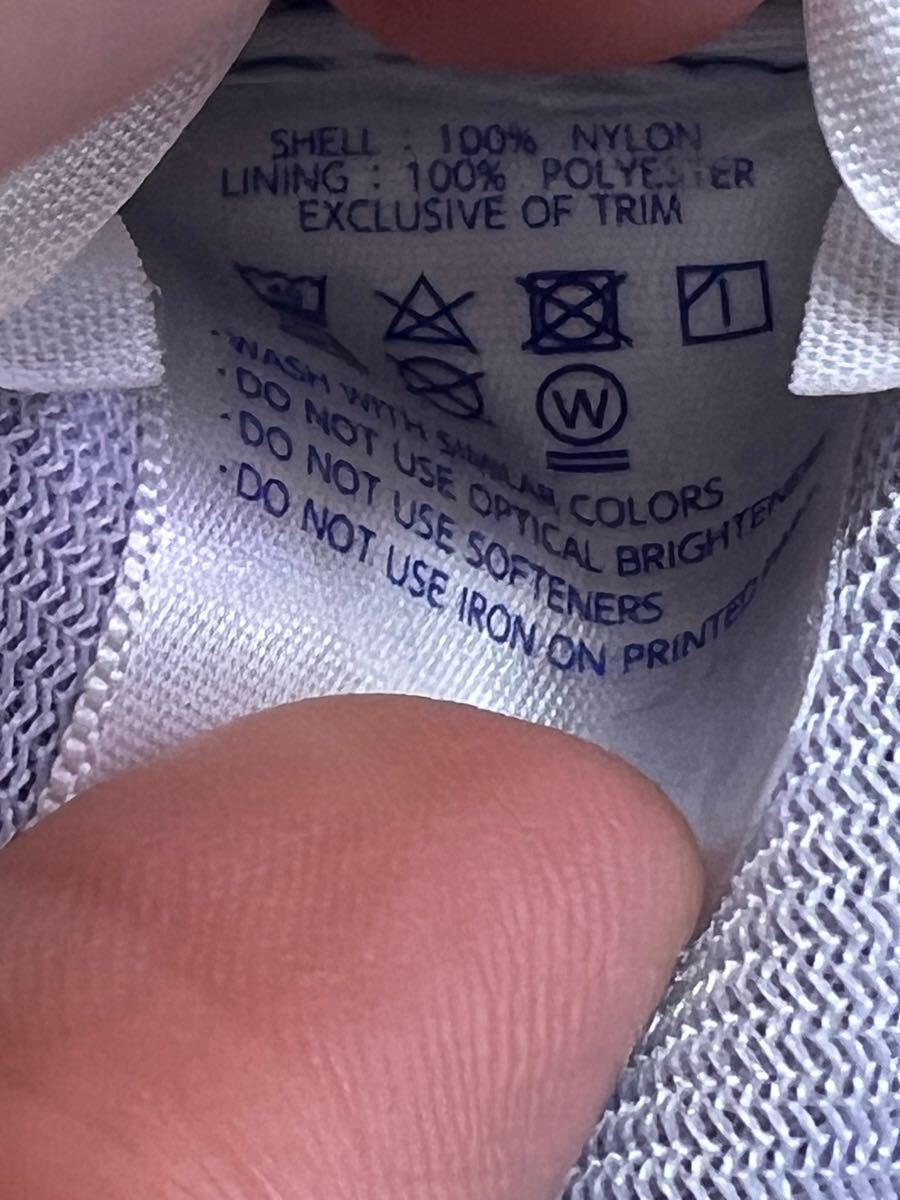 SHELL : 100% NYLON
LINING : 100% POLYESTER
EXCLUSIVE OF TRIM
W
· WASH WITH SIMILAR COLORS
· DO NOT USE OPTICAL
· DO NOT USE SOFTENERS
· DO NOT USE IRON ON PRINTED